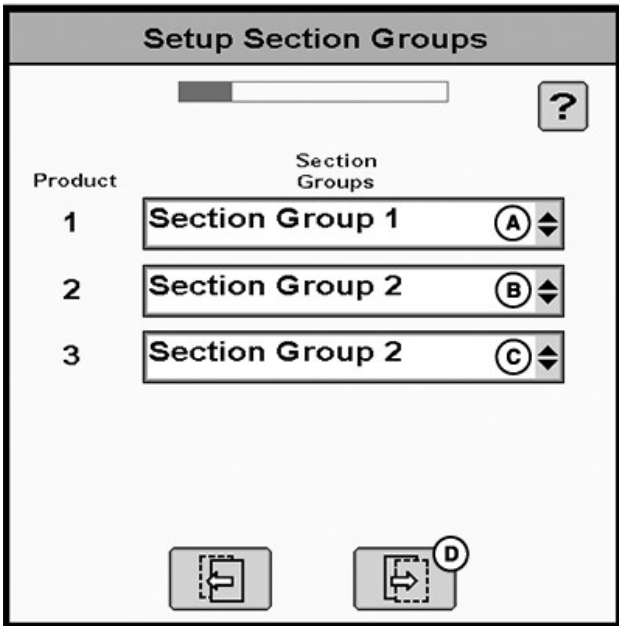 Setup Section Groups
?
Section
Product Groups
1 Section Group 1 A
2 Section Group 2 B
3 Section Group 2 C
D